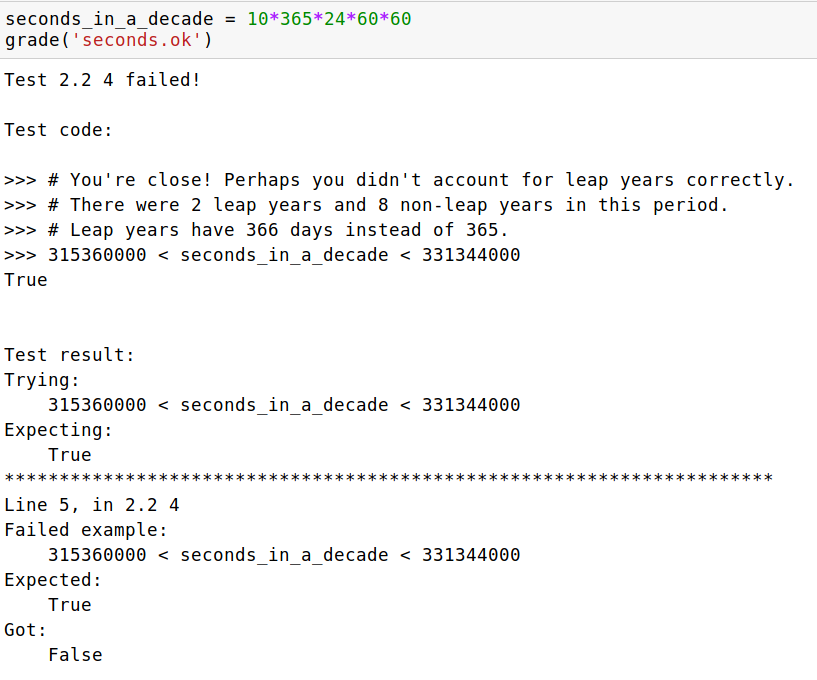 seconds_in_a_decade = 10*365*24*60*60
grade('seconds.ok')
Test 2.2 4 failed!
Test code:
>>> # You're close! Perhaps you didn't account for leap years correctly.
>>> # There were 2 leap years and 8 non-leap years in this period.
>>> # Leap years have 366 days instead of 365.
>>> 315360000 < seconds_in_a_decade < 331344000
True
Test result:
Trying:
    315360000 < seconds_in_a_decade < 331344000
Expecting:
    True
**********************************************************************
Line 5, in 2.2 4
Failed example:
    315360000 < seconds_in_a_decade < 331344000
Expected:
    True
Got:
    False